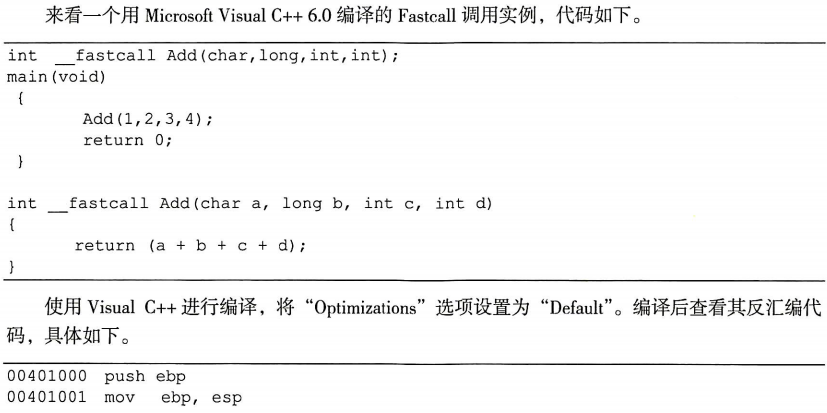 来看一个用 Microsoft Visual C++ 6.0 编译的 Fastcall 调用实例，代码如下。
int __fastcall Add(char,long,int,int);
main(void)
{
Add(1,2,3,4);
return 0;
}
int __fastcall Add(char a, long b, int c, int d)
{
return (a + b + c + d);
}
使用 Visual C++ 进行编译，将“Optimizations”选项设置为“Default”。编译后查看其反汇编代
码，具体如下。
00401000 push ebp
00401001 mov ebp, esp